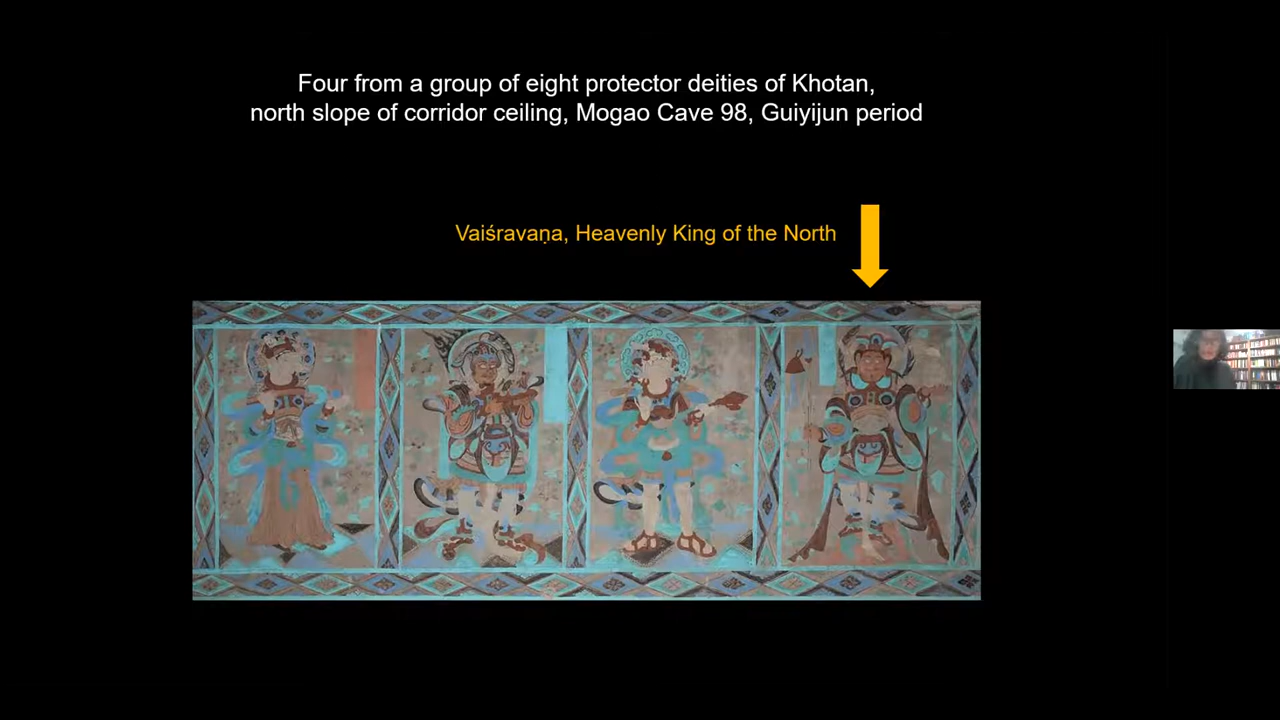 Four from a group of eight protector deities of Khotan,
north slope of corridor ceiling, Mogao Cave 98, Guiyijun period
Vaiśravaṇa, Heavenly King of the North